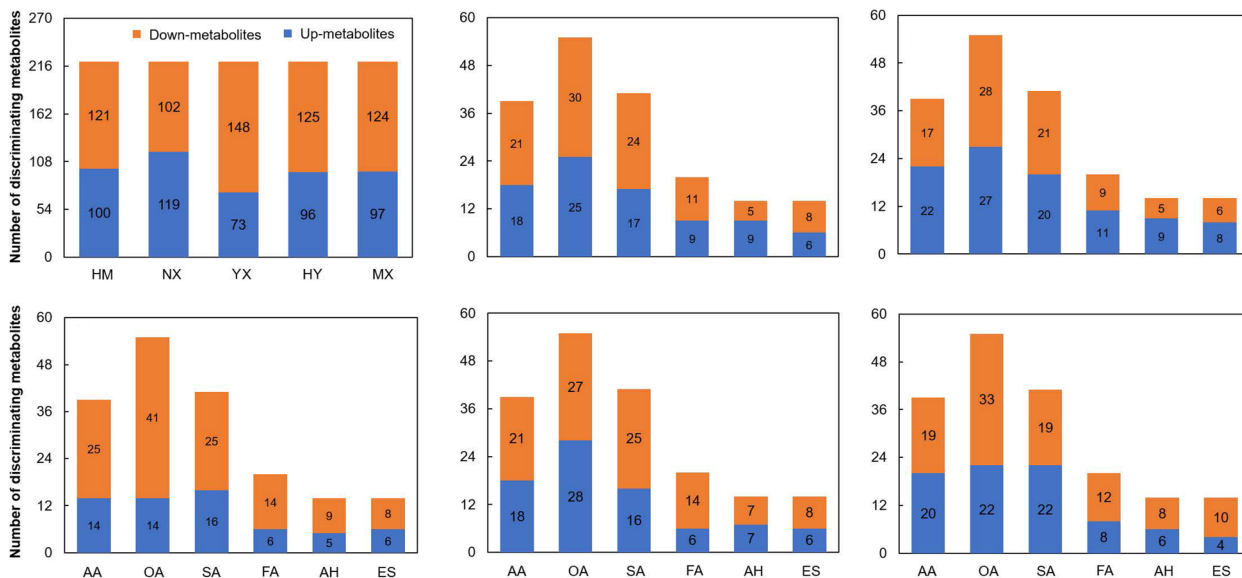 Number of discriminating metabolites
270
216
162
108
54
0
Down-metabolites Up-metabolites
121 102 148 125 124
100 119 73 96 97
HM NX YX HY MX
60
48
36
24
12
0
21 30 24 11 5 8
18 25 17 9 9 6
60
48
36
24
12
0
17 28 21 9 5 6
22 27 20 11 9 8
Number of discriminating metabolites
60
48
36
24
12
0
25 41 25 14 9 8
14 14 16 6 5 6
AA OA SA FA AH ES
60
48
36
24
12
0
21 27 25 14 7 8
18 28 16 6 7 6
AA OA SA FA AH ES
60
48
36
24
12
0
19 33 19 12 8 10
20 22 22 8 6 4
AA OA SA FA AH ES